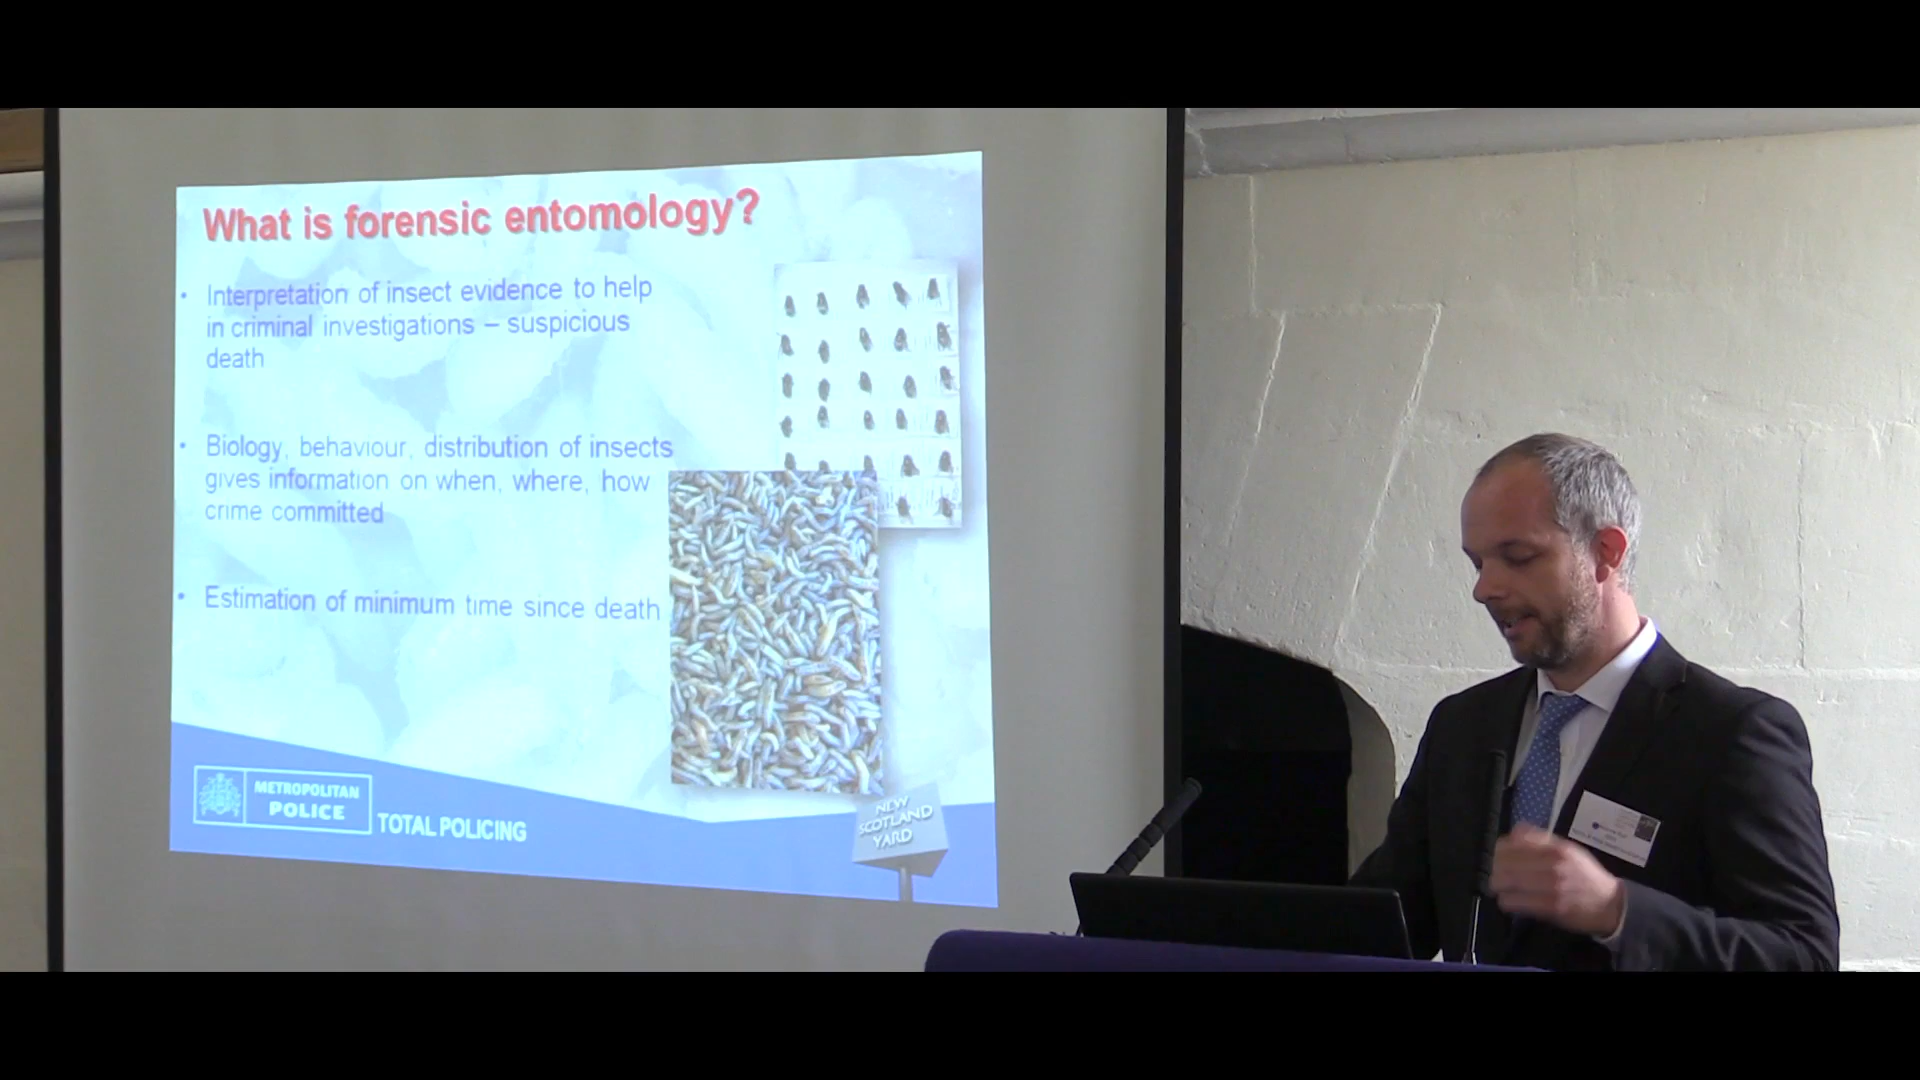 What is forensic entomology?
• Interpretation of insect evidence to help
in criminal investigations – suspicious
death
• Biology, behaviour, distribution of insects
gives information on when, where, how
crime committed
• Estimation of minimum time since death
METROPOLITAN
POLICE
TOTAL POLICING
NEW
SCOTLAND
YARD